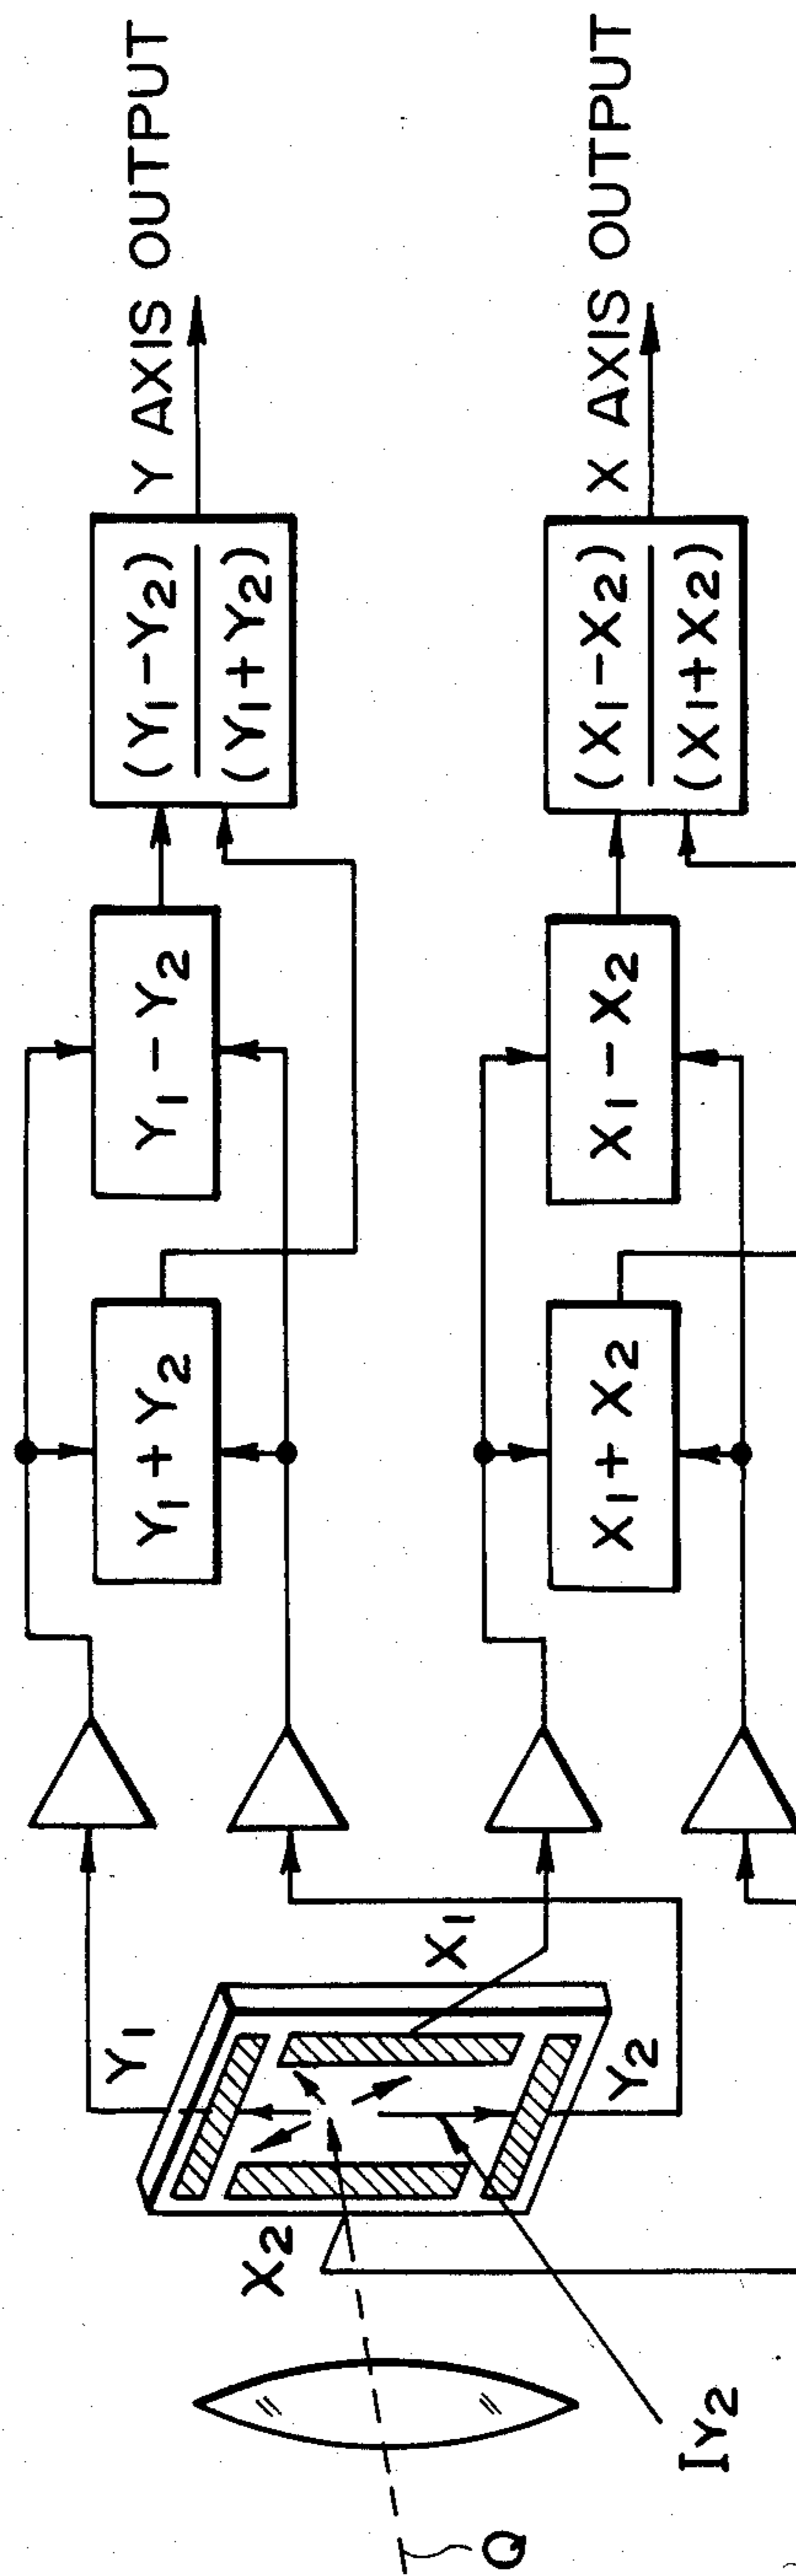 Q
IY2
X2
Y1
X1
Y2
Y1 + Y2
Y1 − Y2
(Y1 − Y2)
(Y1 + Y2)
Y AXIS OUTPUT
X1 + X2
X1 − X2
(X1 − X2)
(X1 + X2)
X AXIS OUTPUT